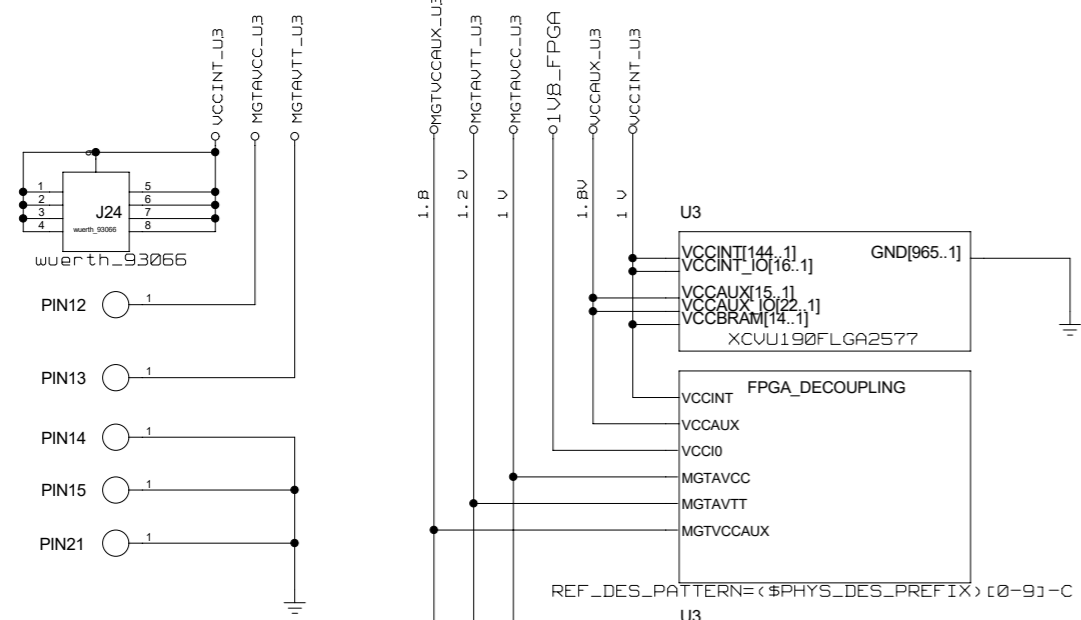 VCCINT_U3
MGTAVCC_U3
MGTAVTT_U3
MGTVCCAUX_U3
MGTAVTT_U3
MGTAVCC_U3
1V8_FPGA
VCCAUX_U3
VCCINT_U3
9
1
2
3
4
J24
wuerth_93066
5
6
7
8
wuerth_93066
PIN12
1
PIN13
1
PIN14
1
PIN15
1
PIN21
1
1.8
1.2 V
1 V
1.8V
1 V
U3
VCCINT[144..1]
VCCINT_IO[16..1]
VCCAUX[15..1]
VCCAUX_IO[22..1]
VCCBRAM[14..1]
GND[965..1]
XCVU190FLGA2577
FPGA_DECOUPLING
VCCINT
VCCAUX
VCCI0
MGTAVCC
MGTAVTT
MGTVCCAUX
REF_DES_PATTERN=($PHYS_DES_PREFIX)[0-9]-C
U3